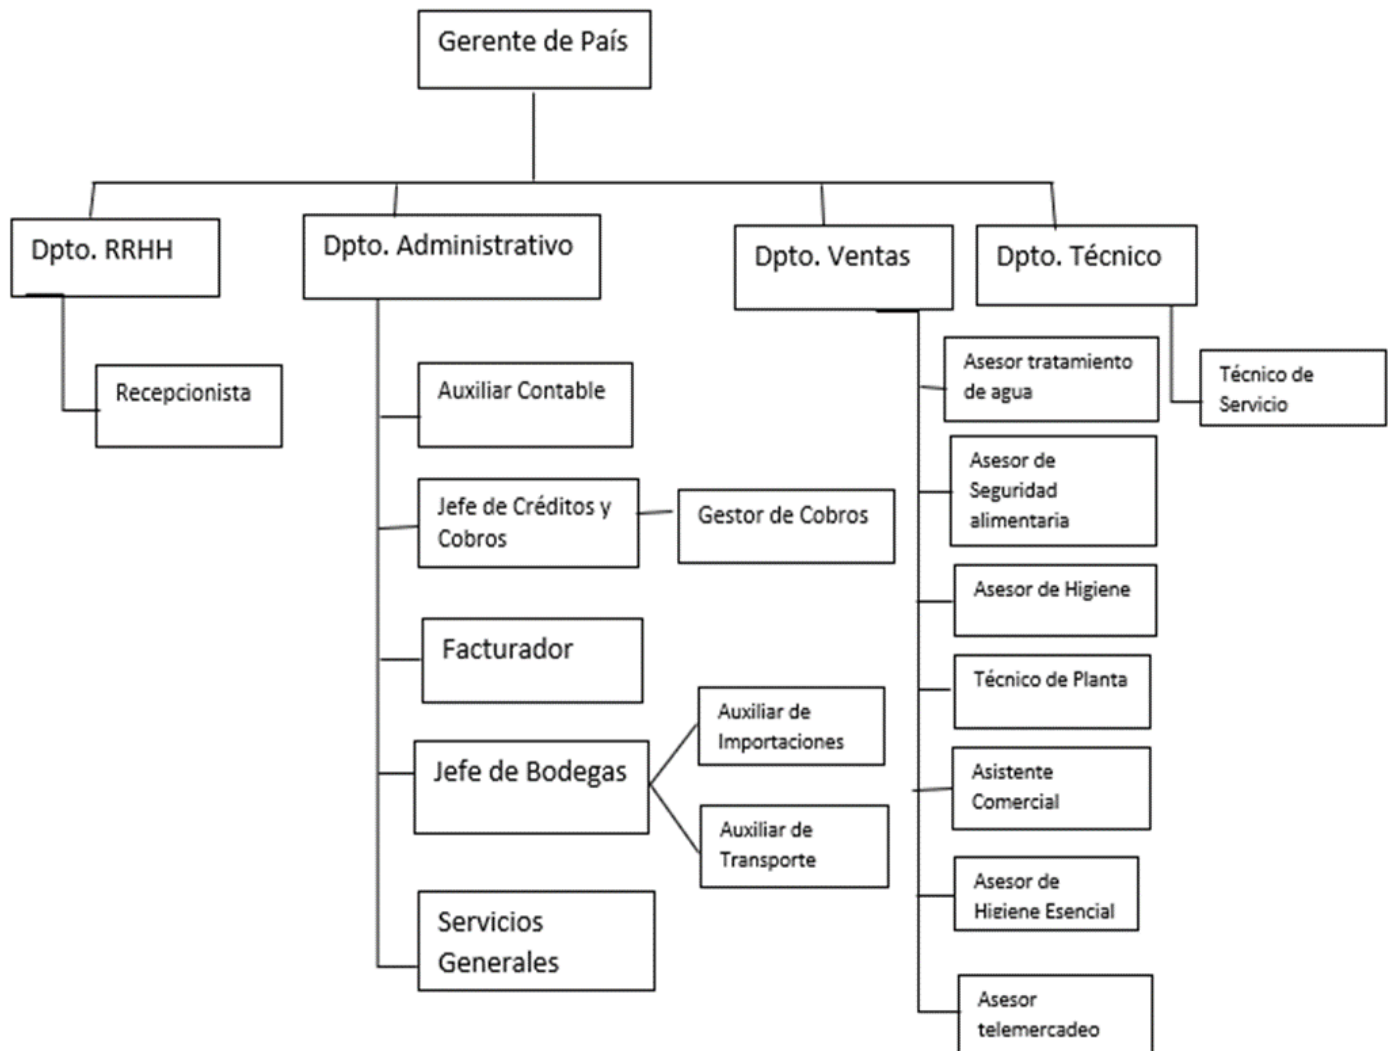 Gerente de País
Dpto. RRHH
Dpto. Administrativo
Dpto. Ventas
Dpto. Técnico
Recepcionista
Auxiliar Contable
Jefe de Créditos y
Cobros
Gestor de Cobros
Facturador
Jefe de Bodegas
Auxiliar de
Importaciones
Auxiliar de
Transporte
Servicios
Generales
Asesor tratamiento
de agua
Asesor de
Seguridad
alimentaria
Asesor de Higiene
Técnico de Planta
Asistente
Comercial
Asesor de
Higiene Esencial
Asesor
telemercadeo
Técnico de
Servicio